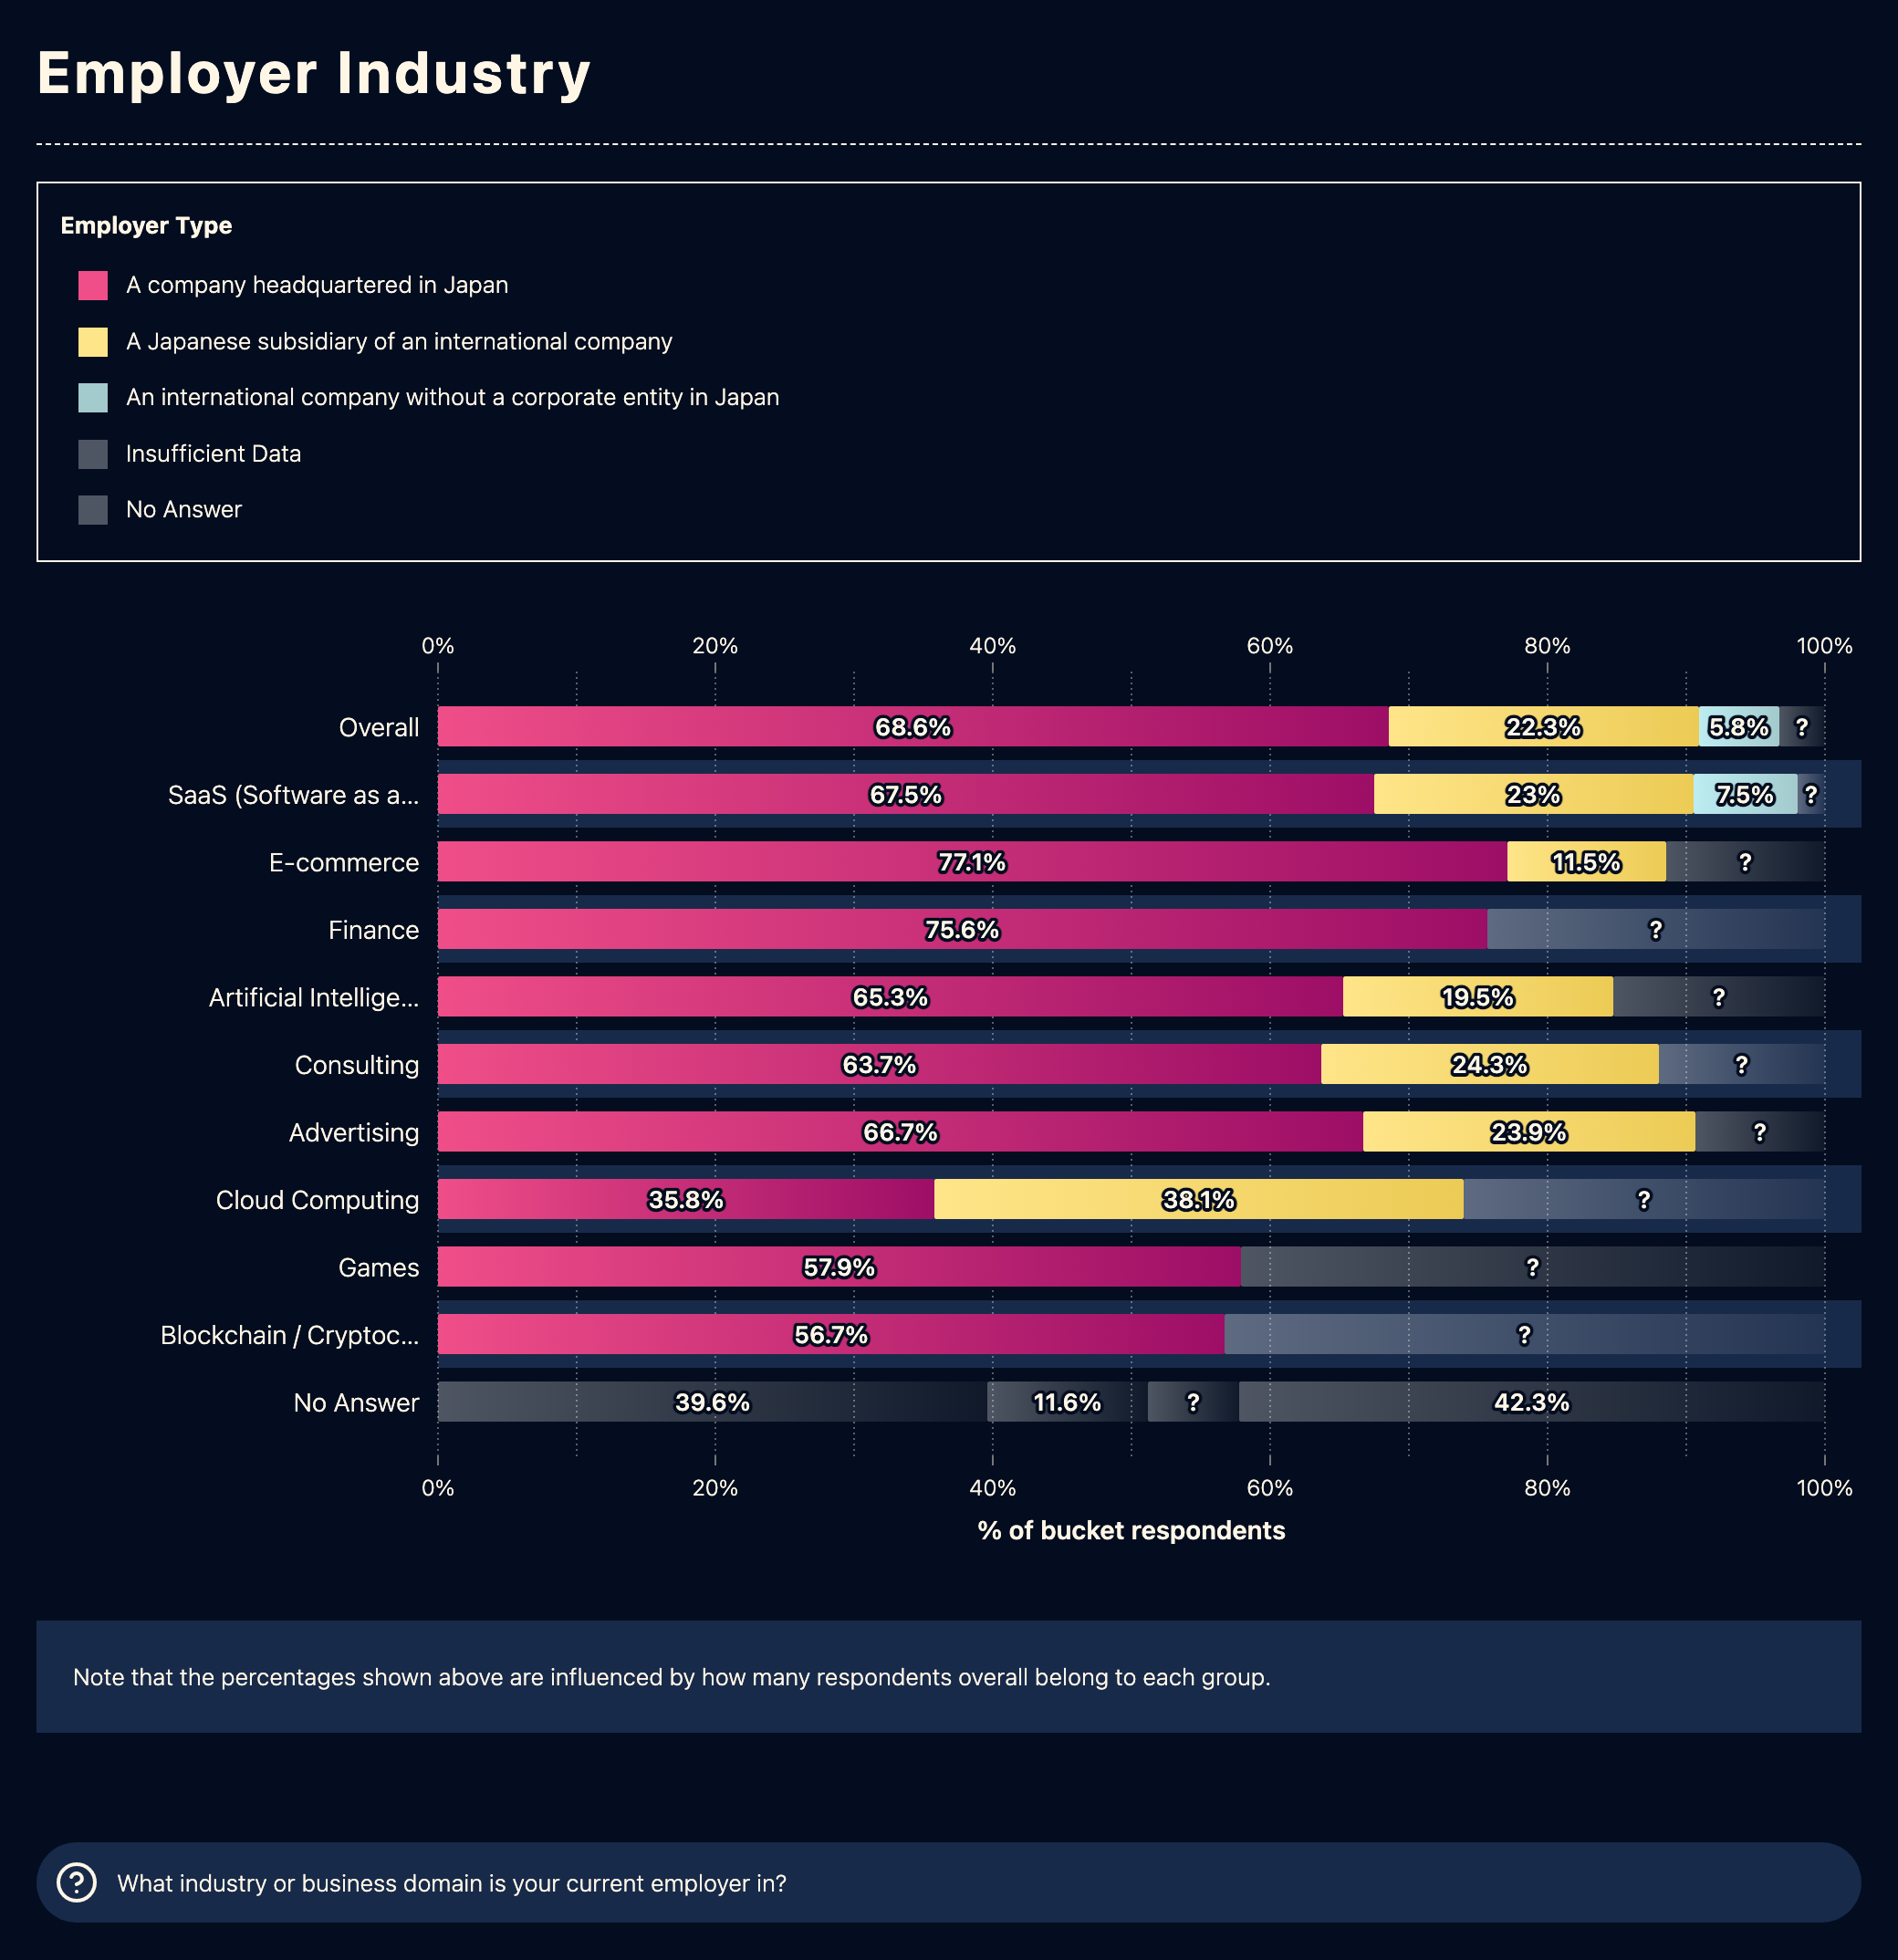 Employer Industry
Employer Type
A company headquartered in Japan
A Japanese subsidiary of an international company
An international company without a corporate entity in Japan
Insufficient Data
No Answer
0% 20% 40% 60% 80% 100%
Overall 68.6% 22.3% 5.8% ?
SaaS (Software as a... 67.5% 23% 7.5% ?
E-commerce 77.1% 11.5% ?
Finance 75.6% ?
Artificial Intellige... 65.3% 19.5% ?
Consulting 63.7% 24.3% ?
Advertising 66.7% 23.9% ?
Cloud Computing 35.8% 38.1% ?
Games 57.9% ?
Blockchain / Cryptoc... 56.7% ?
No Answer 39.6% 11.6% ? 42.3%
0% 20% 40% 60% 80% 100%
% of bucket respondents
Note that the percentages shown above are influenced by how many respondents overall belong to each group.
? What industry or business domain is your current employer in?